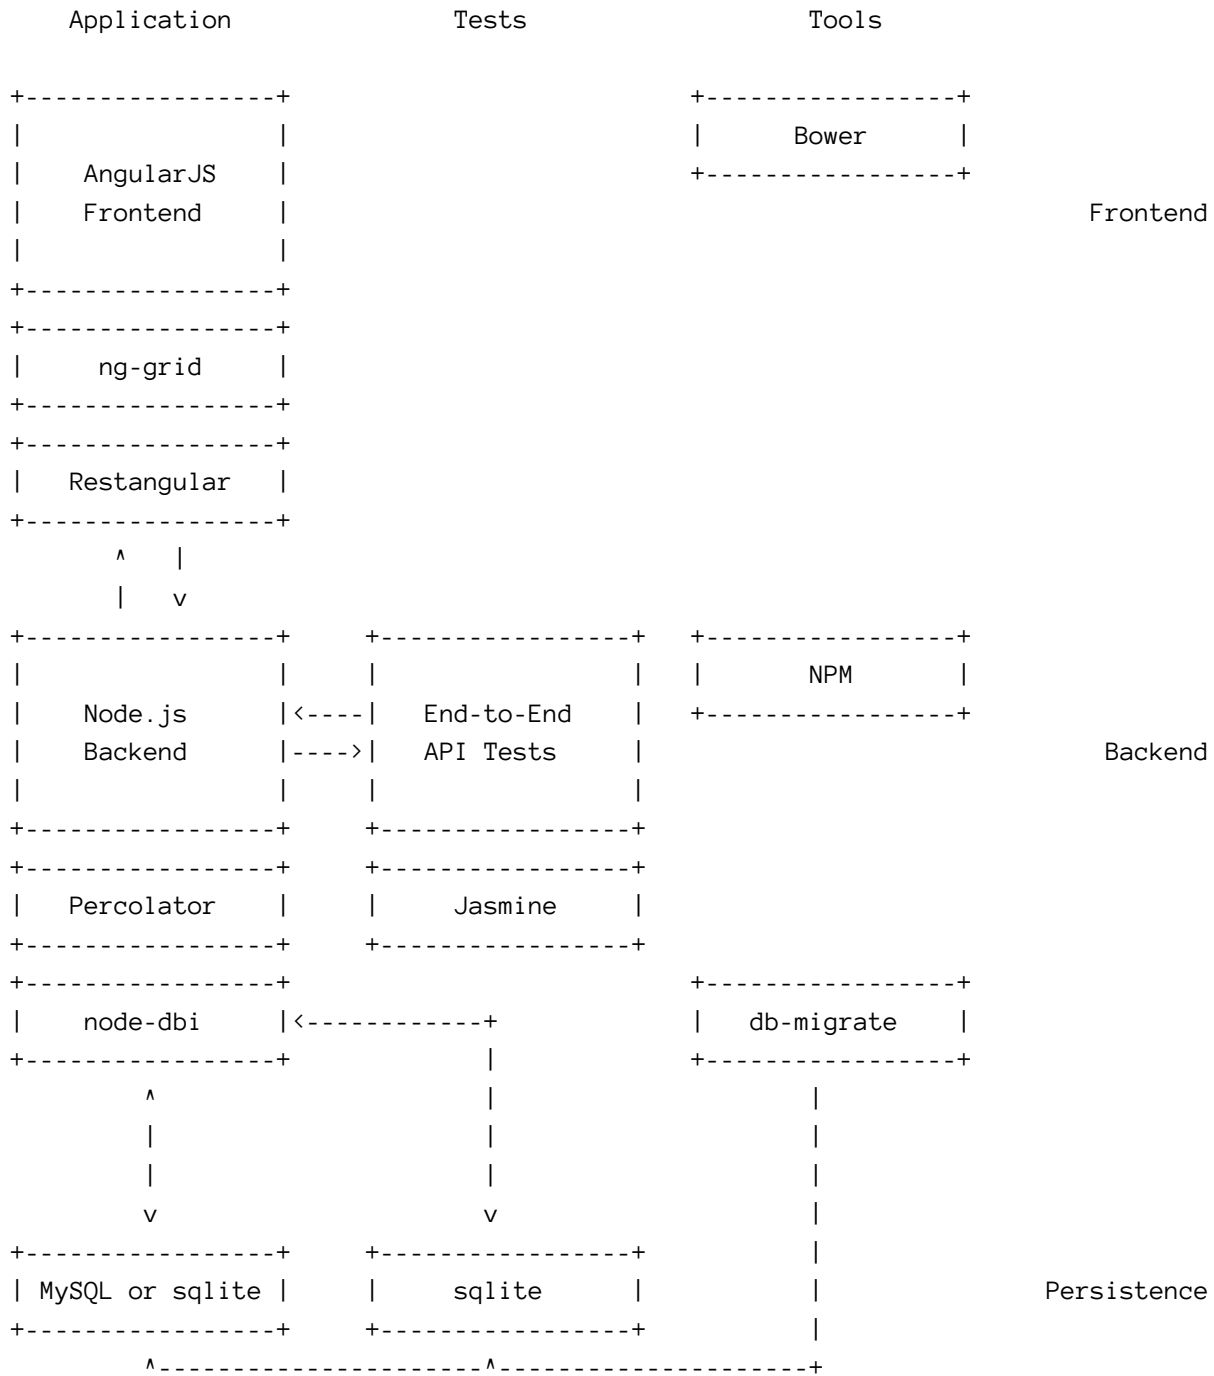 Application Tests Tools
Bower
AngularJS
Frontend Frontend
ng-grid
Restangular
NPM
Node.js End-to-End
Backend API Tests Backend
Percolator Jasmine
node-dbi db-migrate
MySQL or sqlite sqlite Persistence